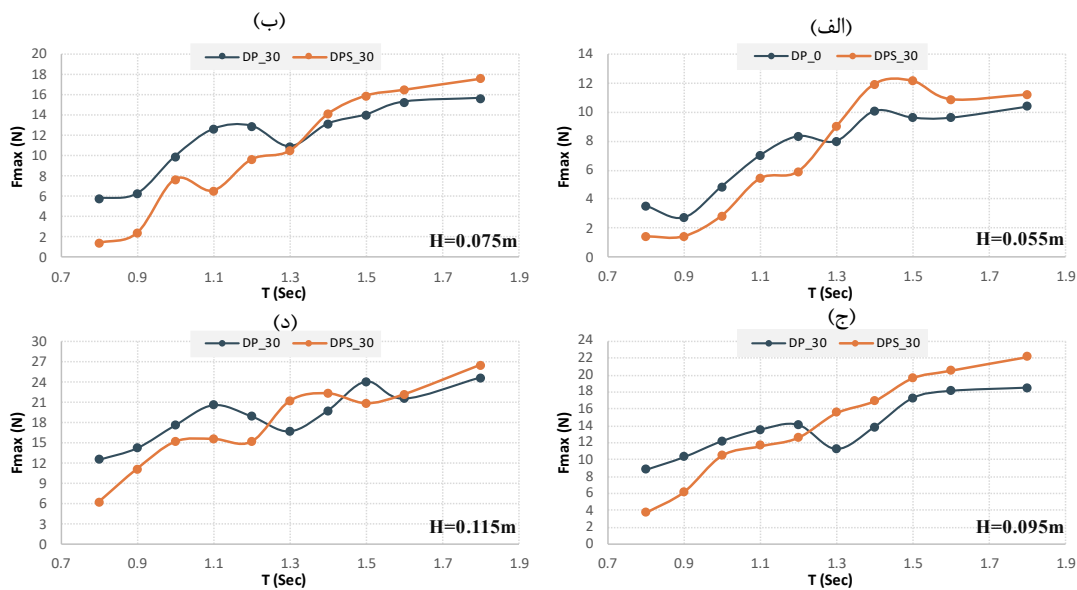 (ب)
DP_30 DPS_30
20
18
16
14
12
10
8
6
4
2
0
Fmax (N)
H=0.075m
0.7 0.9 1.1 1.3 1.5 1.7 1.9
T (Sec)
(الف)
DP_0 DPS_30
14
12
10
8
6
4
2
0
Fmax (N)
H=0.055m
0.7 0.9 1.1 1.3 1.5 1.7 1.9
T (Sec)
(د)
DP_30 DPS_30
30
27
24
21
18
15
12
9
6
3
0
Fmax (N)
H=0.115m
0.7 0.9 1.1 1.3 1.5 1.7 1.9
T (Sec)
(ج)
DP_30 DPS_30
24
22
20
18
16
14
12
10
8
6
4
2
0
Fmax (N)
H=0.095m
0.7 0.9 1.1 1.3 1.5 1.7 1.9
T (Sec)